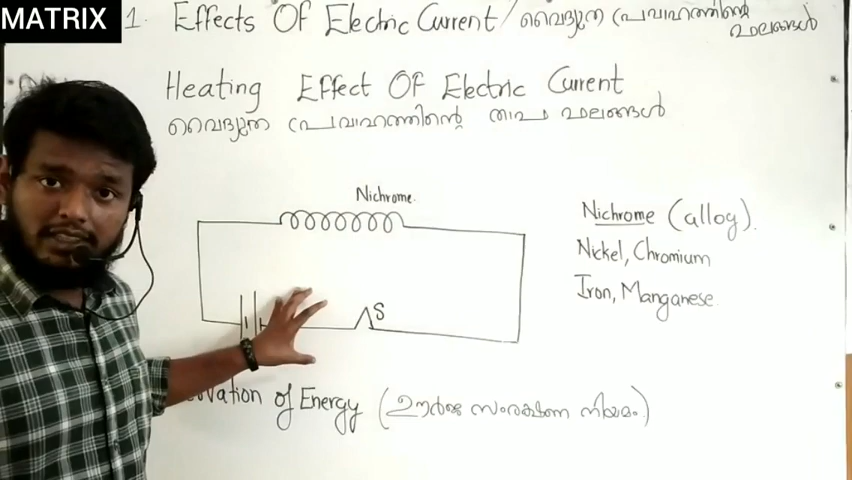 MATRIX
1. Effects Of Electric Current/വൈദ്യുത പ്രവാഹത്തിന്റെ
ഫലങ്ങൾ
Heating Effect Of Electric Current
വൈദ്യുത പ്രവാഹത്തിന്റെ താപ ഫലങ്ങൾ
Nichrome
Nichrome (alloy).
Nickel, Chromium
Iron, Manganese
S
of Energy (ഊർജ സംരക്ഷണ നിയമം)